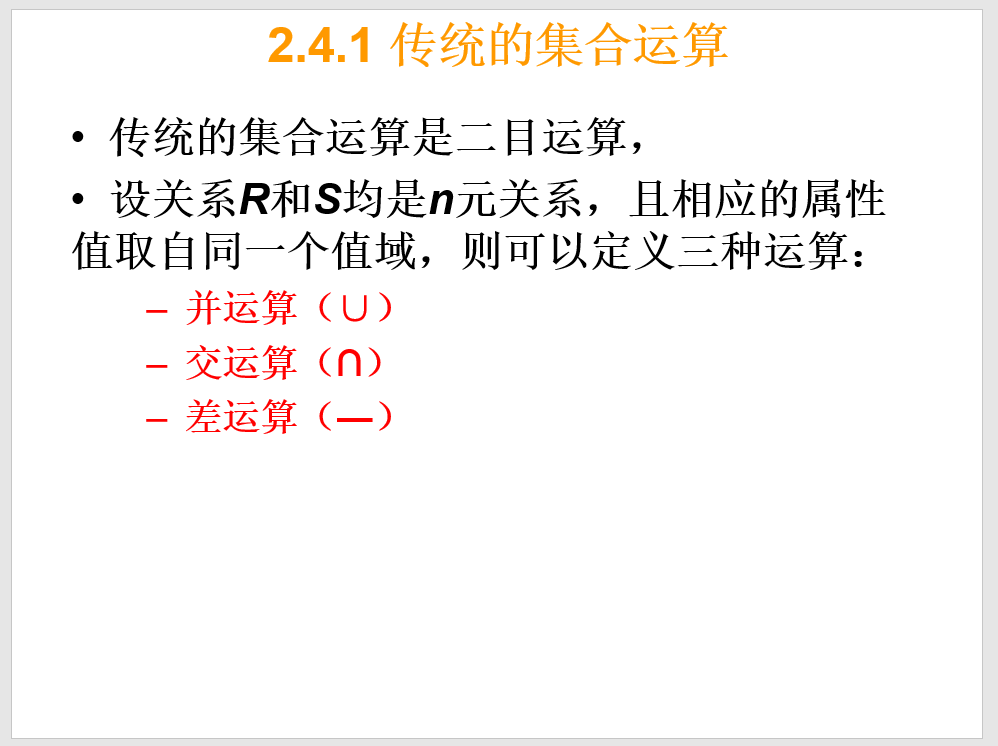 2.4.1 传统的集合运算
• 传统的集合运算是二目运算，
• 设关系R和S均是n元关系，且相应的属性
值取自同一个值域，则可以定义三种运算：
– 并运算（∪）
– 交运算（∩）
– 差运算（—）